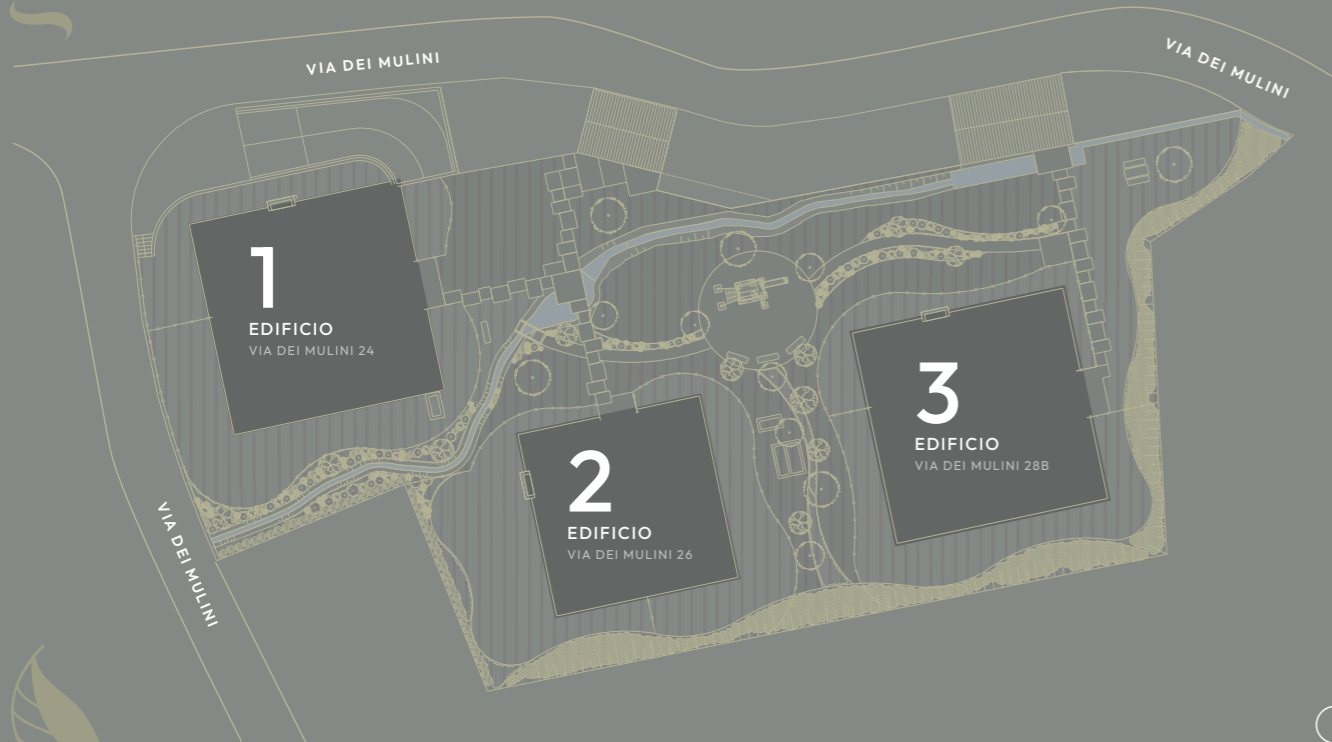 VIA DEI MULINI
VIA DEI MULINI
1
EDIFICIO
VIA DEI MULINI 24
3
EDIFICIO
VIA DEI MULINI 28B
2
EDIFICIO
VIA DEI MULINI 26
VIA DEI MULINI